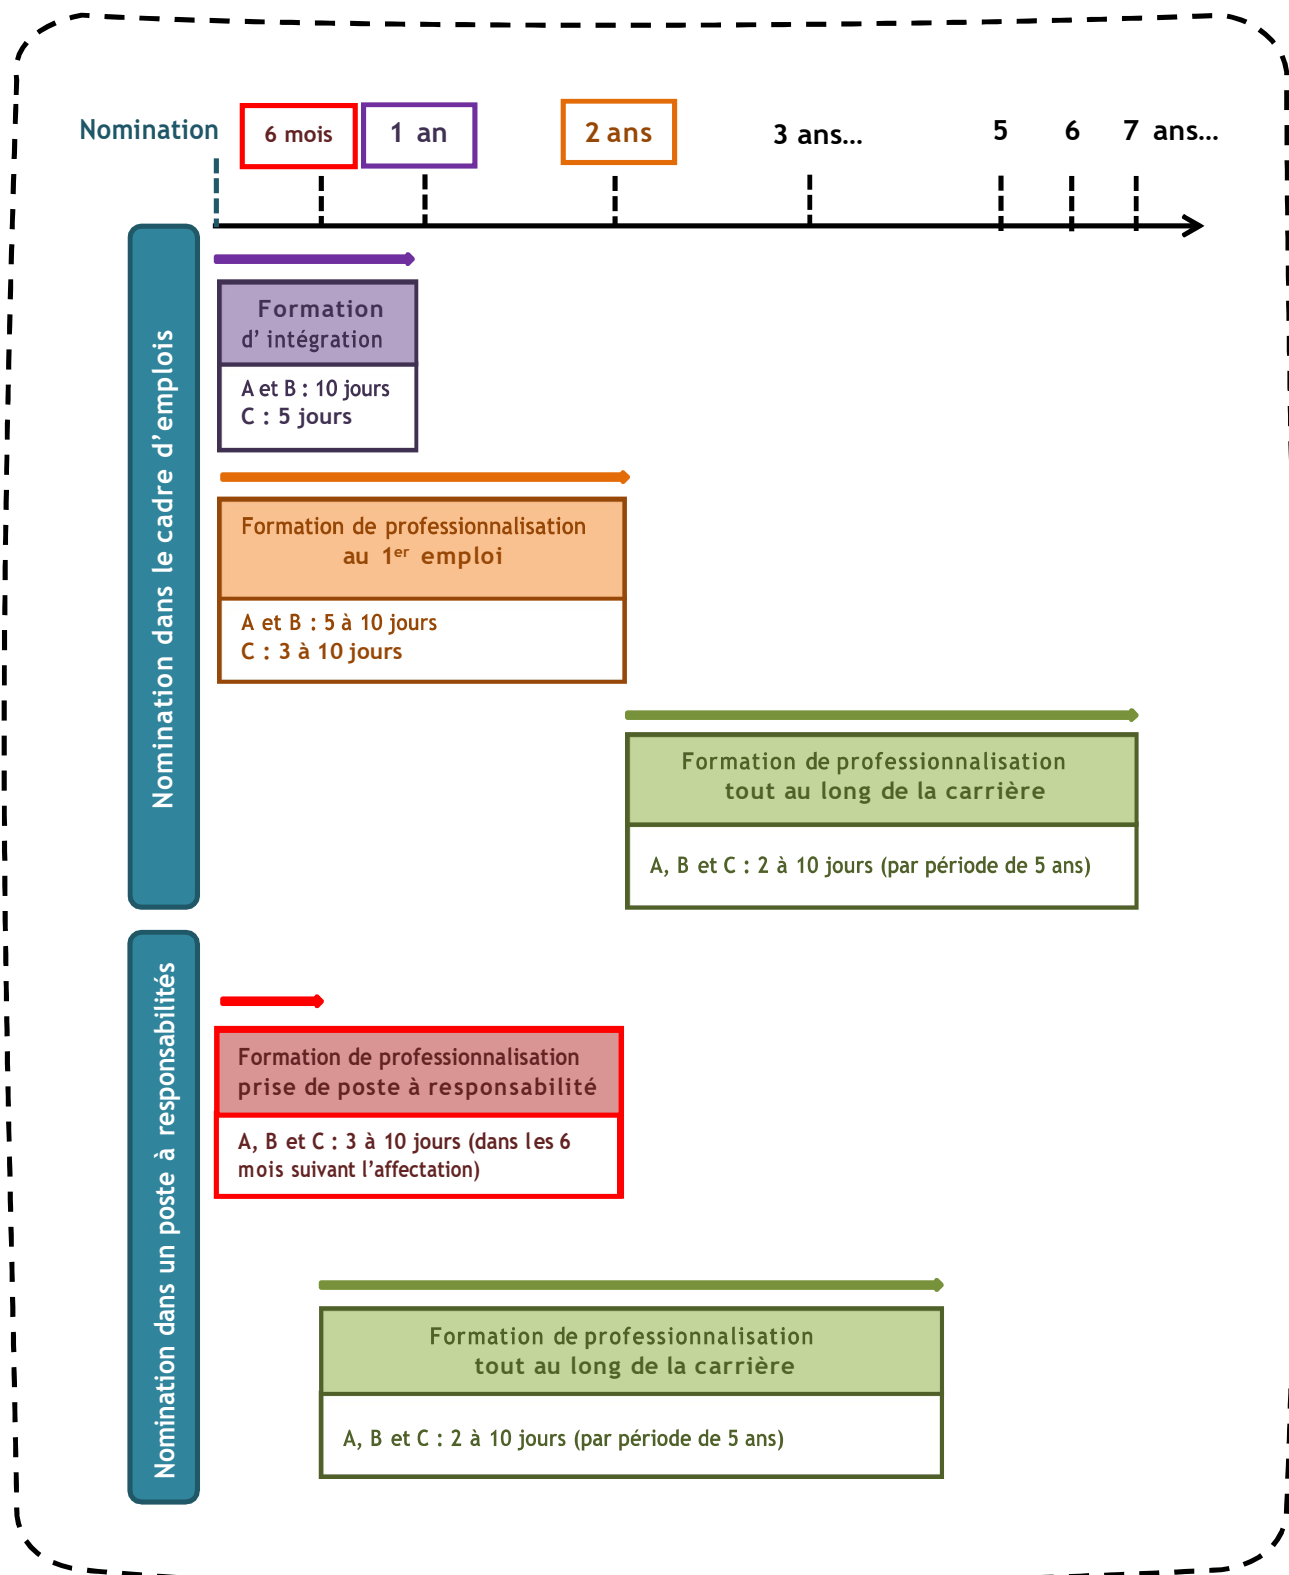 Nomination
6 mois
1 an
2 ans
3 ans...
5
6
7 ans...
Nomination dans le cadre d’emplois
Formation
d’ intégration
A et B : 10 jours
C : 5 jours
Formation de professionnalisation
au 1er emploi
A et B : 5 à 10 jours
C : 3 à 10 jours
Formation de professionnalisation
tout au long de la carrière
A, B et C : 2 à 10 jours (par période de 5 ans)
Nomination dans un poste à responsabilités
Formation de professionnalisation
prise de poste à responsabilité
A, B et C : 3 à 10 jours (dans les 6
mois suivant l’affectation)
Formation de professionnalisation
tout au long de la carrière
A, B et C : 2 à 10 jours (par période de 5 ans)